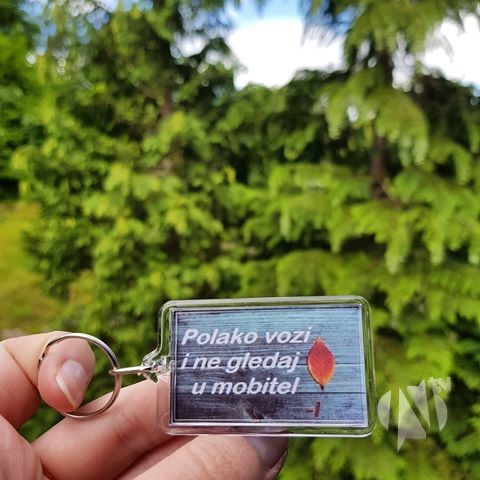 Polako vozi
i ne gledaj
u mobitel